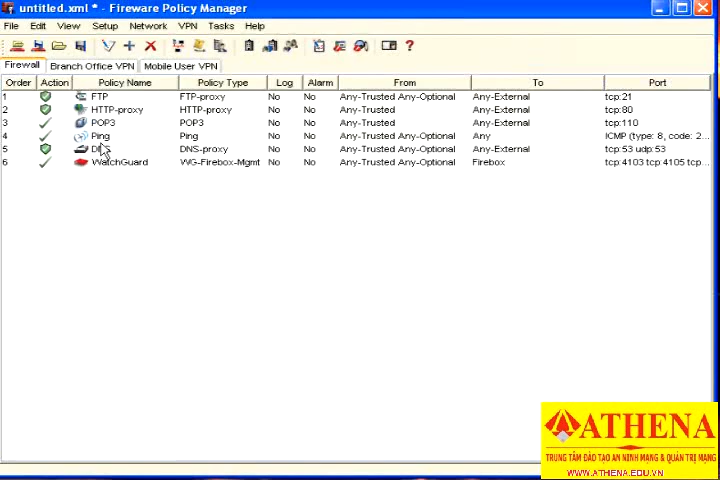 untitled.xml * - Fireware Policy Manager
File Edit View Setup Network VPN Tasks Help
Firewall Branch Office VPN Mobile User VPN
Order Action Policy Name Policy Type Log Alarm From To Port
1 FTP FTP-proxy No No Any-Trusted Any-Optional Any-External tcp:21
2 HTTP-proxy HTTP-proxy No No Any-Trusted Any-Optional Any-External tcp:80
3 POP3 POP3 No No Any-Trusted Any-External tcp:110
4 Ping Ping No No Any-Trusted Any-Optional Any ICMP (type: 8, code: 2...
5 DNS-proxy No No Any-Trusted Any-Optional Any-External tcp:53 udp:53
6 WatchGuard WG-Firebox-Mgmt No No Any-Trusted Any-Optional Firebox tcp:4103 tcp:4105 tcp...
ATHENA
TRUNG TÂM ĐÀO TẠO AN NINH MẠNG & QUẢN TRỊ MẠNG
WWW.ATHENA.EDU.VN